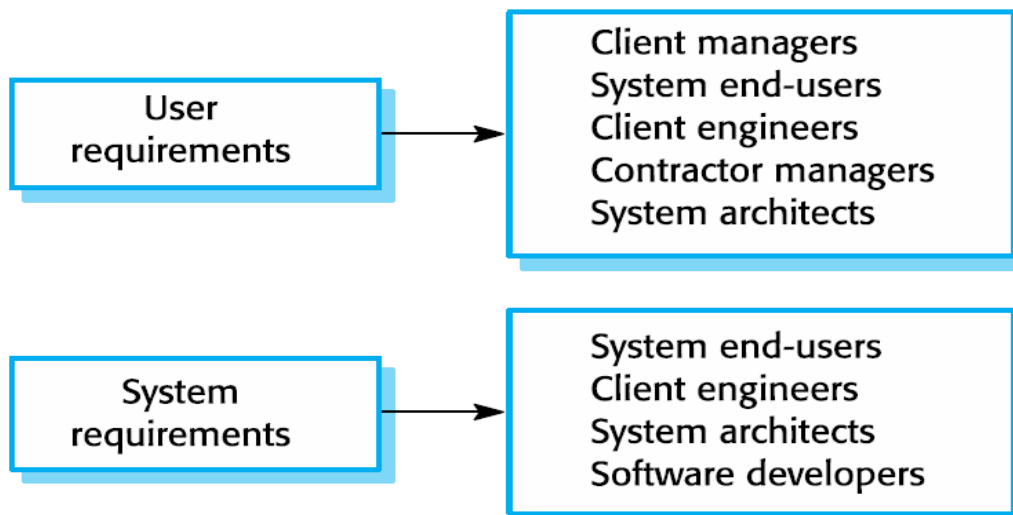 User
requirements
Client managers
System end-users
Client engineers
Contractor managers
System architects
System
requirements
System end-users
Client engineers
System architects
Software developers